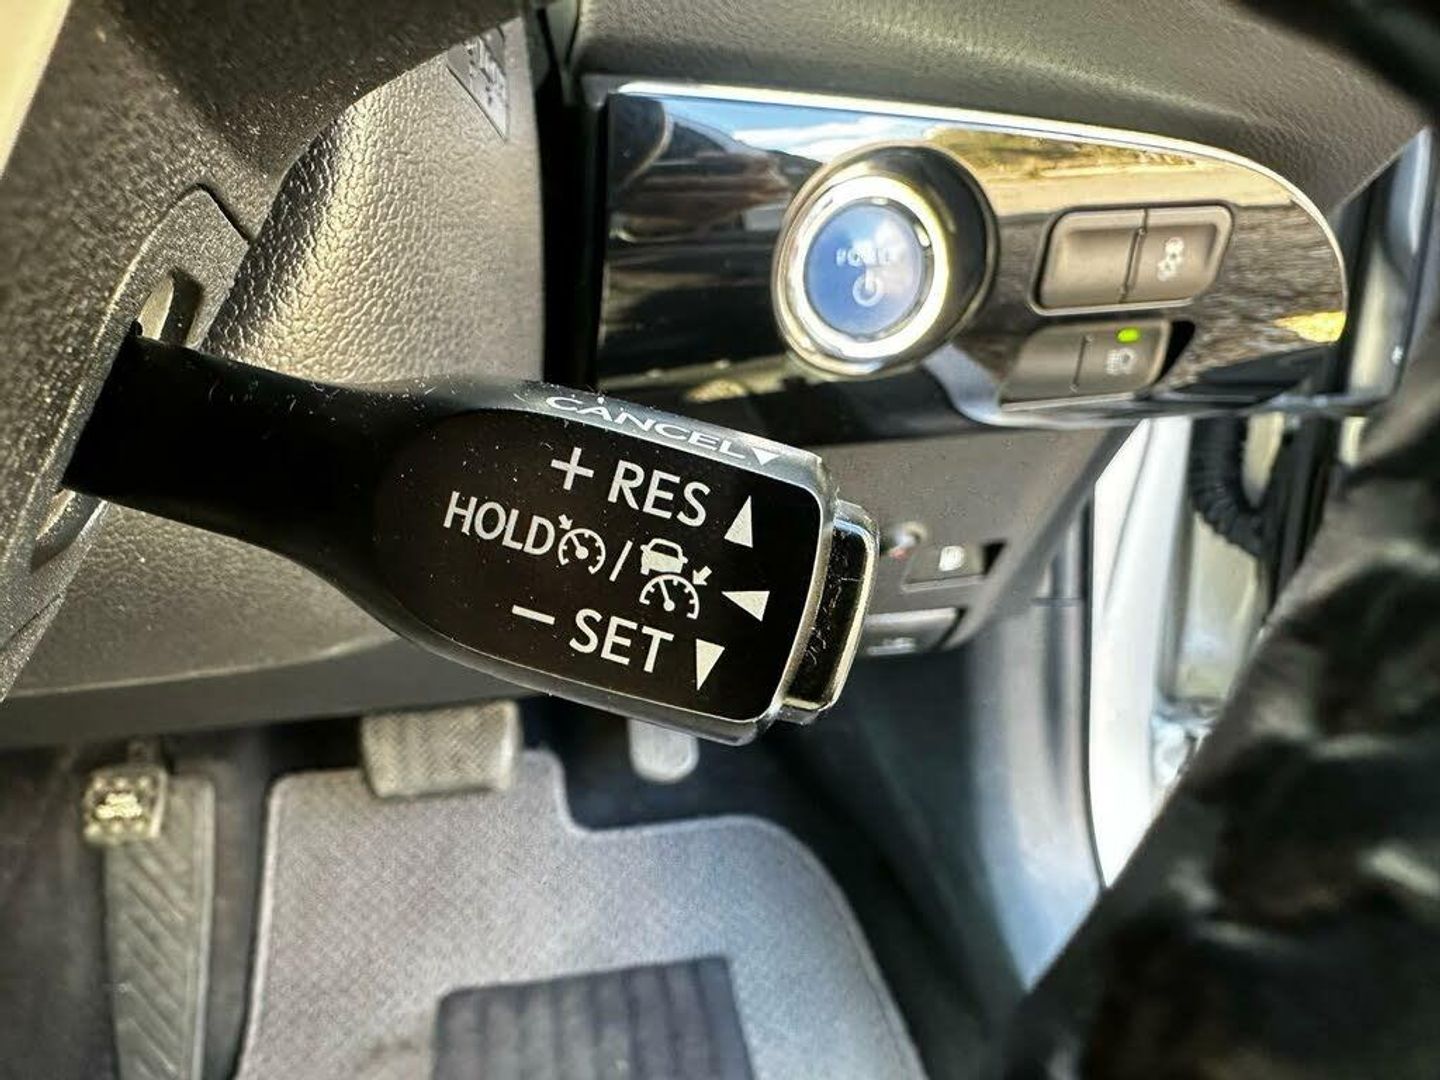 POWER
CANCEL
+ RES
HOLD /
− SET